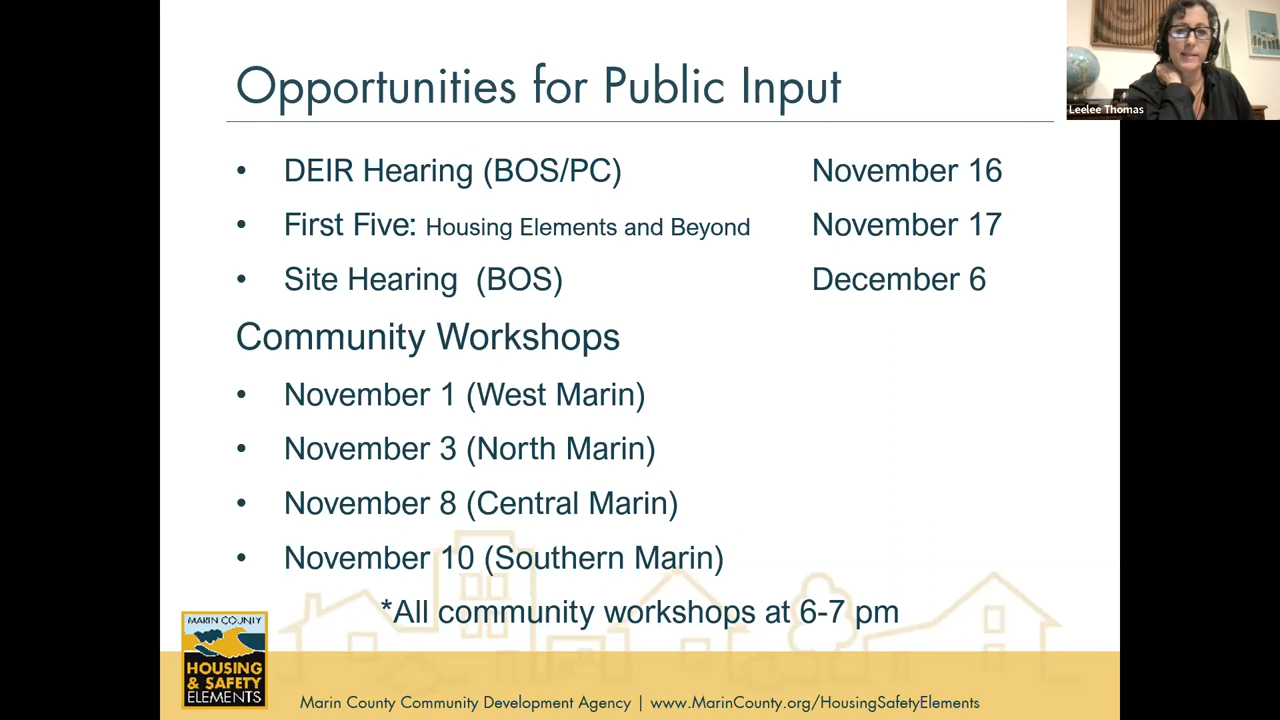 Opportunities for Public Input
Leelee Thomas
• DEIR Hearing (BOS/PC) November 16
• First Five: Housing Elements and Beyond November 17
• Site Hearing (BOS) December 6
Community Workshops
• November 1 (West Marin)
• November 3 (North Marin)
• November 8 (Central Marin)
• November 10 (Southern Marin)
*All community workshops at 6-7 pm
MARIN COUNTY
HOUSING
& SAFETY
ELEMENTS
Marin County Community Development Agency | www.MarinCounty.org/HousingSafetyElements